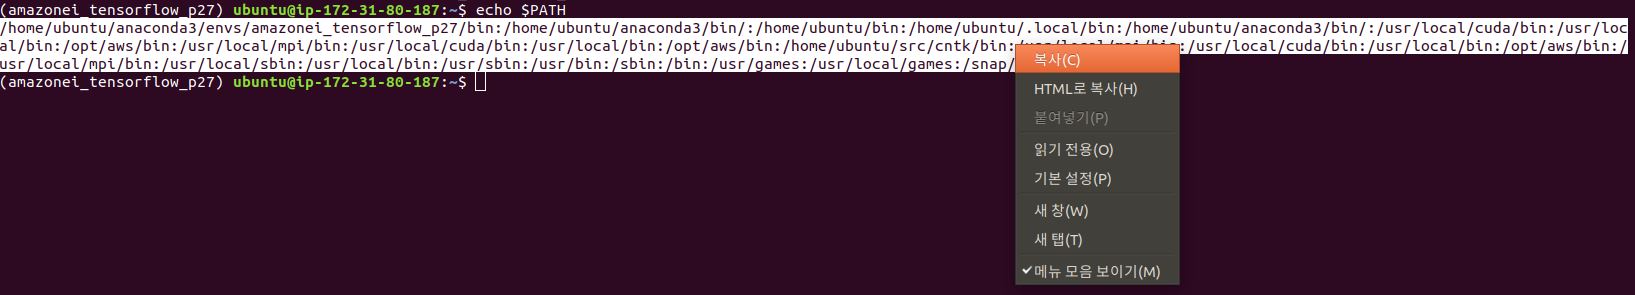 (amazonei_tensorflow_p27) ubuntu@ip-172-31-80-187:~$ echo $PATH
/home/ubuntu/anaconda3/envs/amazonei_tensorflow_p27/bin:/home/ubuntu/anaconda3/bin/:/home/ubuntu/bin:/home/ubuntu/.local/bin:/home/ubuntu/anaconda3/bin/:/usr/local/cuda/bin:/usr/loc
al/bin:/opt/aws/bin:/usr/local/mpi/bin:/usr/local/cuda/bin:/usr/local/bin:/opt/aws/bin:/home/ubuntu/src/cntk/bin:/usr/local/mpi/bin:/usr/local/cuda/bin:/usr/local/bin:/opt/aws/bin:/
usr/local/mpi/bin:/usr/local/sbin:/usr/local/bin:/usr/sbin:/usr/bin:/sbin:/bin:/usr/games:/usr/local/games:/snap/
(amazonei_tensorflow_p27) ubuntu@ip-172-31-80-187:~$
복사(C)
HTML로 복사(H)
붙여넣기(P)
읽기 전용(O)
기본 설정(P)
새 창(W)
새 탭(T)
메뉴 모음 보이기(M)